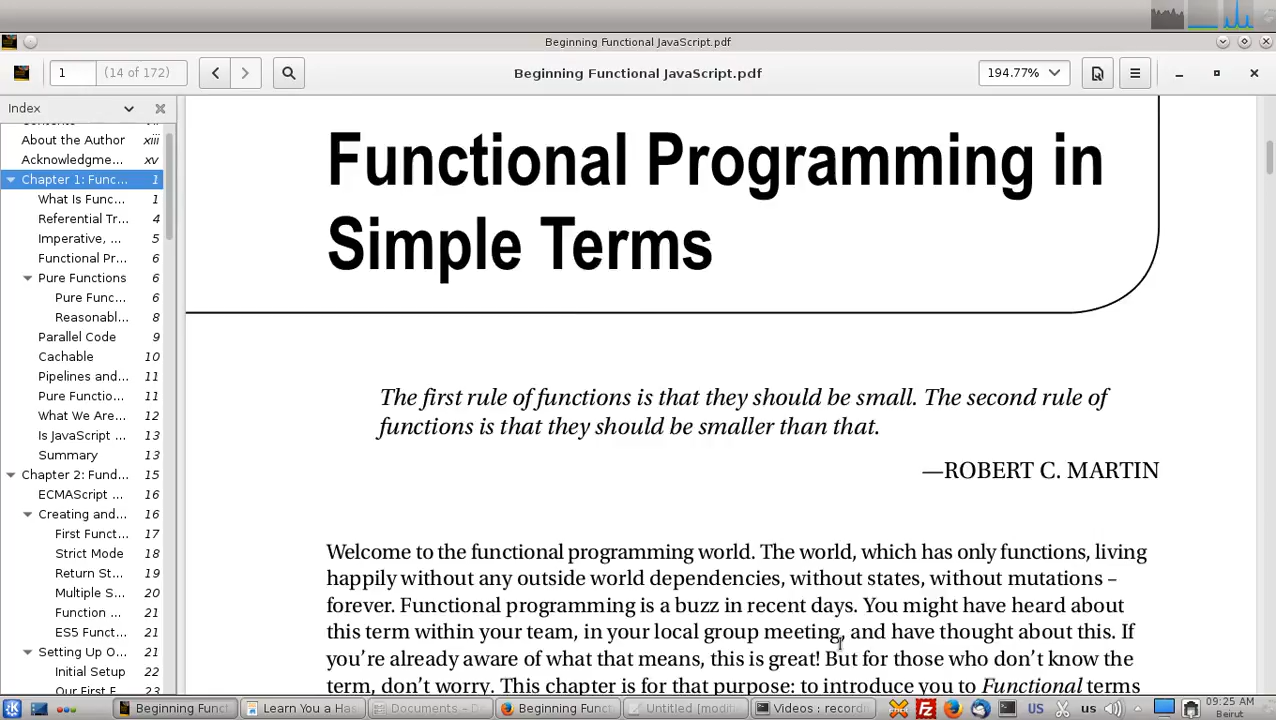 Beginning Functional JavaScript.pdf
1 (14 of 172)
Beginning Functional JavaScript.pdf
194.77%
Index
About the Author xiii
Acknowledgme... xv
Chapter 1: Func... 1
What Is Func... 1
Referential Tr... 4
Imperative, ... 5
Functional Pr... 6
Pure Functions 6
Pure Func... 6
Reasonabl... 8
Parallel Code 9
Cachable 10
Pipelines and... 11
Pure Functio... 11
What We Are... 12
Is JavaScript ... 13
Summary 13
Chapter 2: Fund... 15
ECMAScript ... 16
Creating and... 16
First Funct... 17
Strict Mode 18
Return St... 19
Multiple S... 20
Function ... 21
ES5 Funct... 21
Setting Up O... 21
Initial Setup 22
Our First F... 23
Functional Programming in
Simple Terms
The first rule of functions is that they should be small. The second rule of
functions is that they should be smaller than that.
—ROBERT C. MARTIN
Welcome to the functional programming world. The world, which has only functions, living
happily without any outside world dependencies, without states, without mutations –
forever. Functional programming is a buzz in recent days. You might have heard about
this term within your team, in your local group meeting, and have thought about this. If
you're already aware of what that means, this is great! But for those who don't know the
term, don't worry. This chapter is for that purpose: to introduce you to Functional terms
Beginning Fun
Learn You a Has
Documents
Beginning Funct
Untitled [modifi
Videos : recordi
US
us
09:25 AM
Beirut